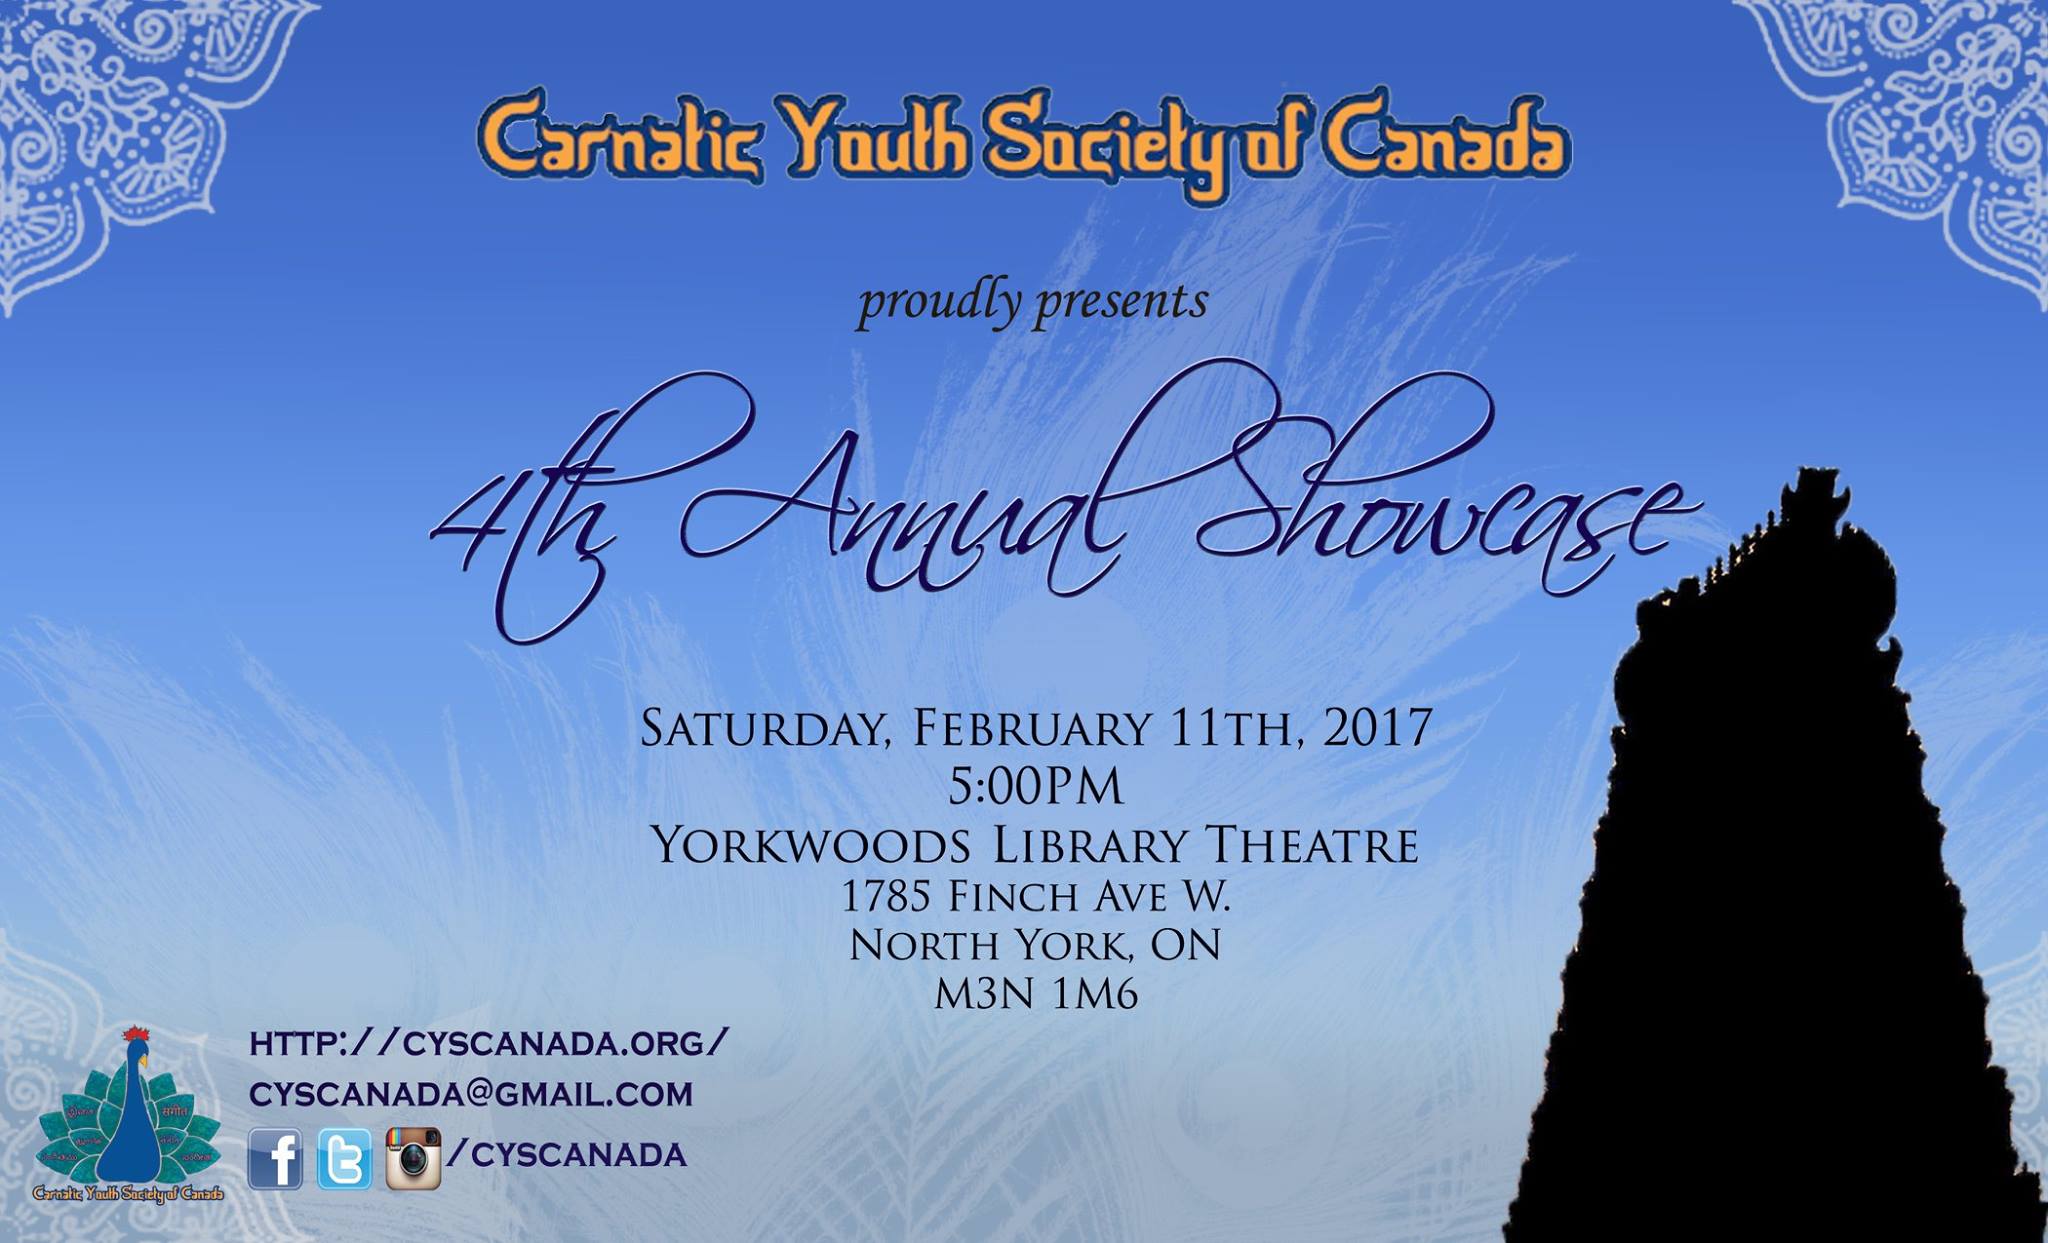 Carnatic Youth Society of Canada
proudly presents
4th Annual Showcase
Saturday, February 11th, 2017
5:00PM
Yorkwoods Library Theatre
1785 Finch Ave W.
North York, ON
M3N 1M6
http://cyscanada.org/
cyscanada@gmail.com
/cyscanada
संगीत
Carnatic Youth Society of Canada